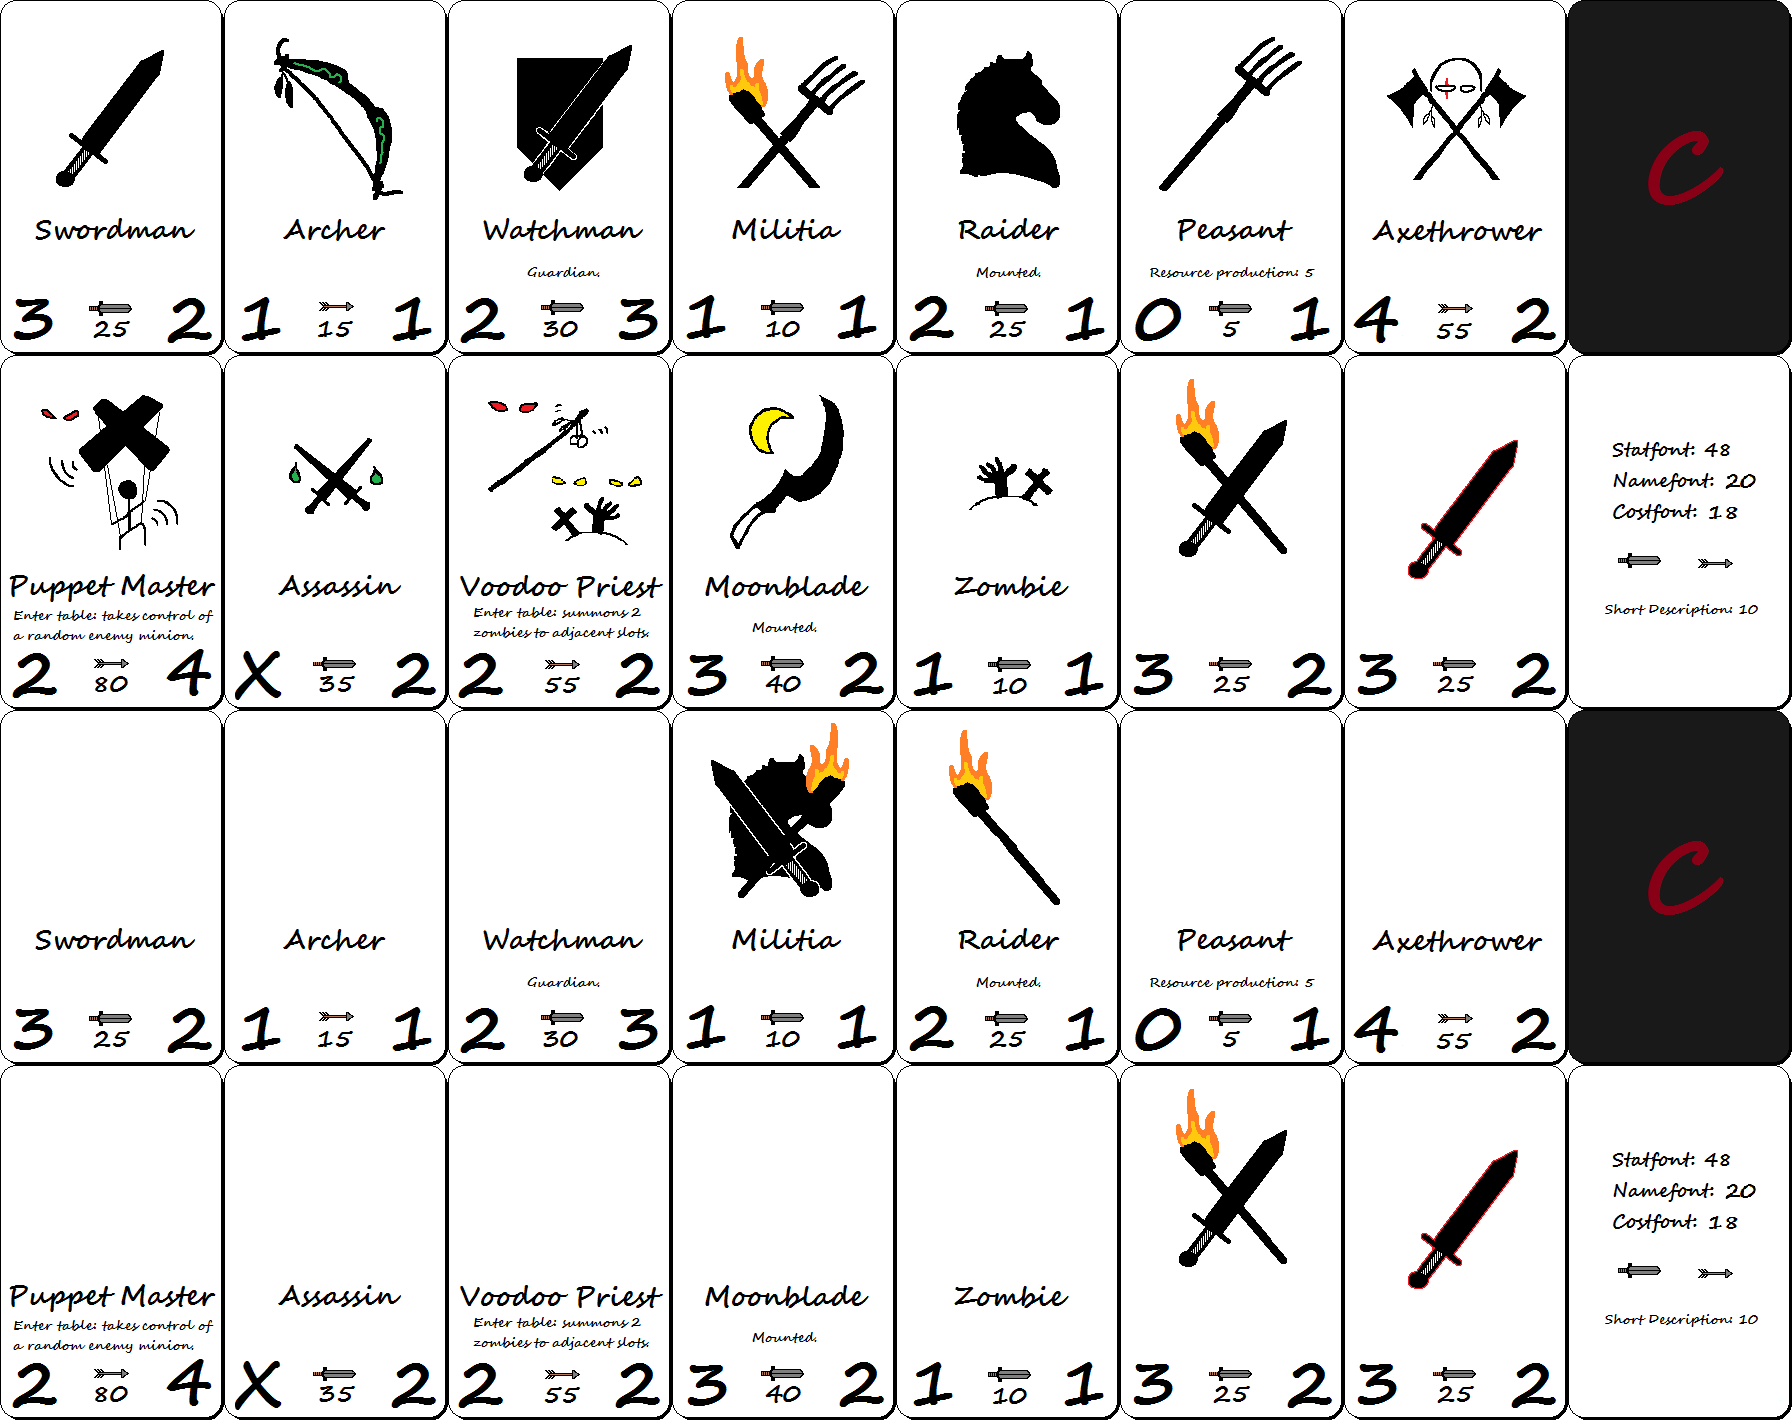 Swordman
3 25 2
Archer
1 15 1
Watchman
Guardian.
2 30 3
Militia
1 10 1
Raider
Mounted.
2 25 1
Peasant
Resource production: 5
0 5 1
Axethrower
4 55 2
C
Puppet Master
Enter table: takes control of
a random enemy minion.
2 80 4
Assassin
X 35 2
Voodoo Priest
Enter table: summons 2
zombies to adjacent slots.
2 55 2
Moonblade
Mounted.
3 40 2
Zombie
1 10 1
3 25 2
3 25 2
Statfont: 48
Namefont: 20
Costfont: 18
Short Description: 10
Swordman
3 25 2
Archer
1 15 1
Watchman
Guardian.
2 30 3
Militia
1 10 1
Raider
Mounted.
2 25 1
Peasant
Resource production: 5
0 5 1
Axethrower
4 55 2
C
Puppet Master
Enter table: takes control of
a random enemy minion.
2 80 4
Assassin
X 35 2
Voodoo Priest
Enter table: summons 2
zombies to adjacent slots.
2 55 2
Moonblade
Mounted.
3 40 2
Zombie
1 10 1
3 25 2
3 25 2
Statfont: 48
Namefont: 20
Costfont: 18
Short Description: 10